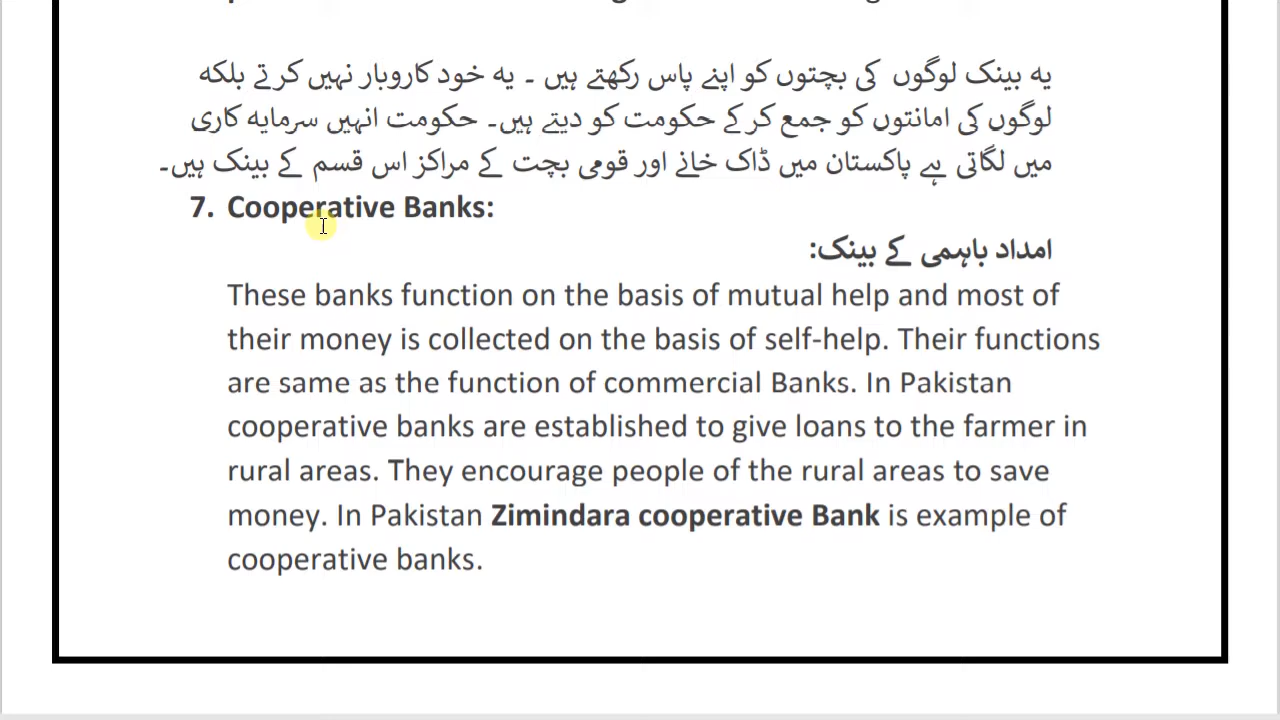 یہ بینک لوگوں کی بچتوں کو اپنے پاس رکھتے ہیں ۔ یہ خود کاروبار نہیں کرتے بلکہ
لوگوں کی امانتوں کو جمع کر کے حکومت کو دیتے ہیں۔ حکومت انہیں سرمایہ کاری
میں لگاتی ہے پاکستان میں ڈاک خانے اور قومی بچت کے مراکز اس قسم کے بینک ہیں۔
7. Cooperative Banks:
امداد باہمی کے بینک:
These banks function on the basis of mutual help and most of
their money is collected on the basis of self-help. Their functions
are same as the function of commercial Banks. In Pakistan
cooperative banks are established to give loans to the farmer in
rural areas. They encourage people of the rural areas to save
money. In Pakistan Zimindara cooperative Bank is example of
cooperative banks.